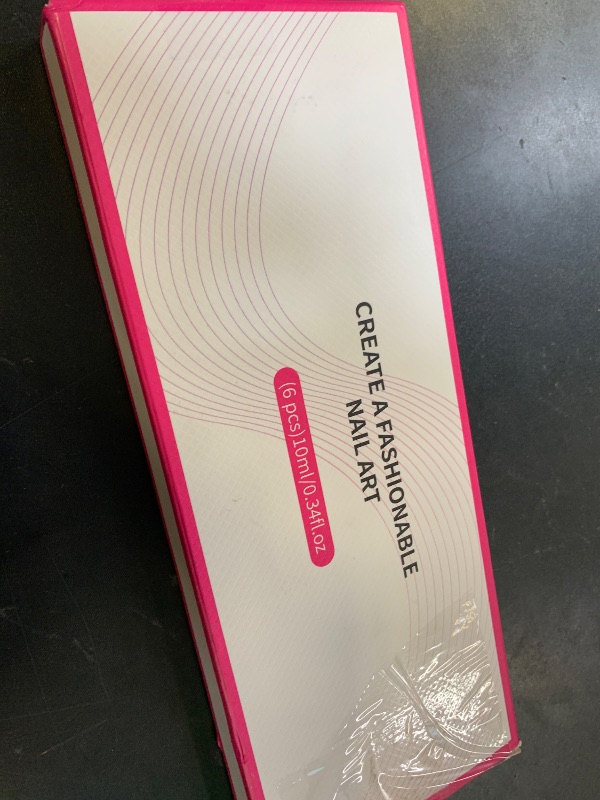 CREATE A FASHIONABLE
NAIL ART
(6 pcs)10ml/0.34fl.oz